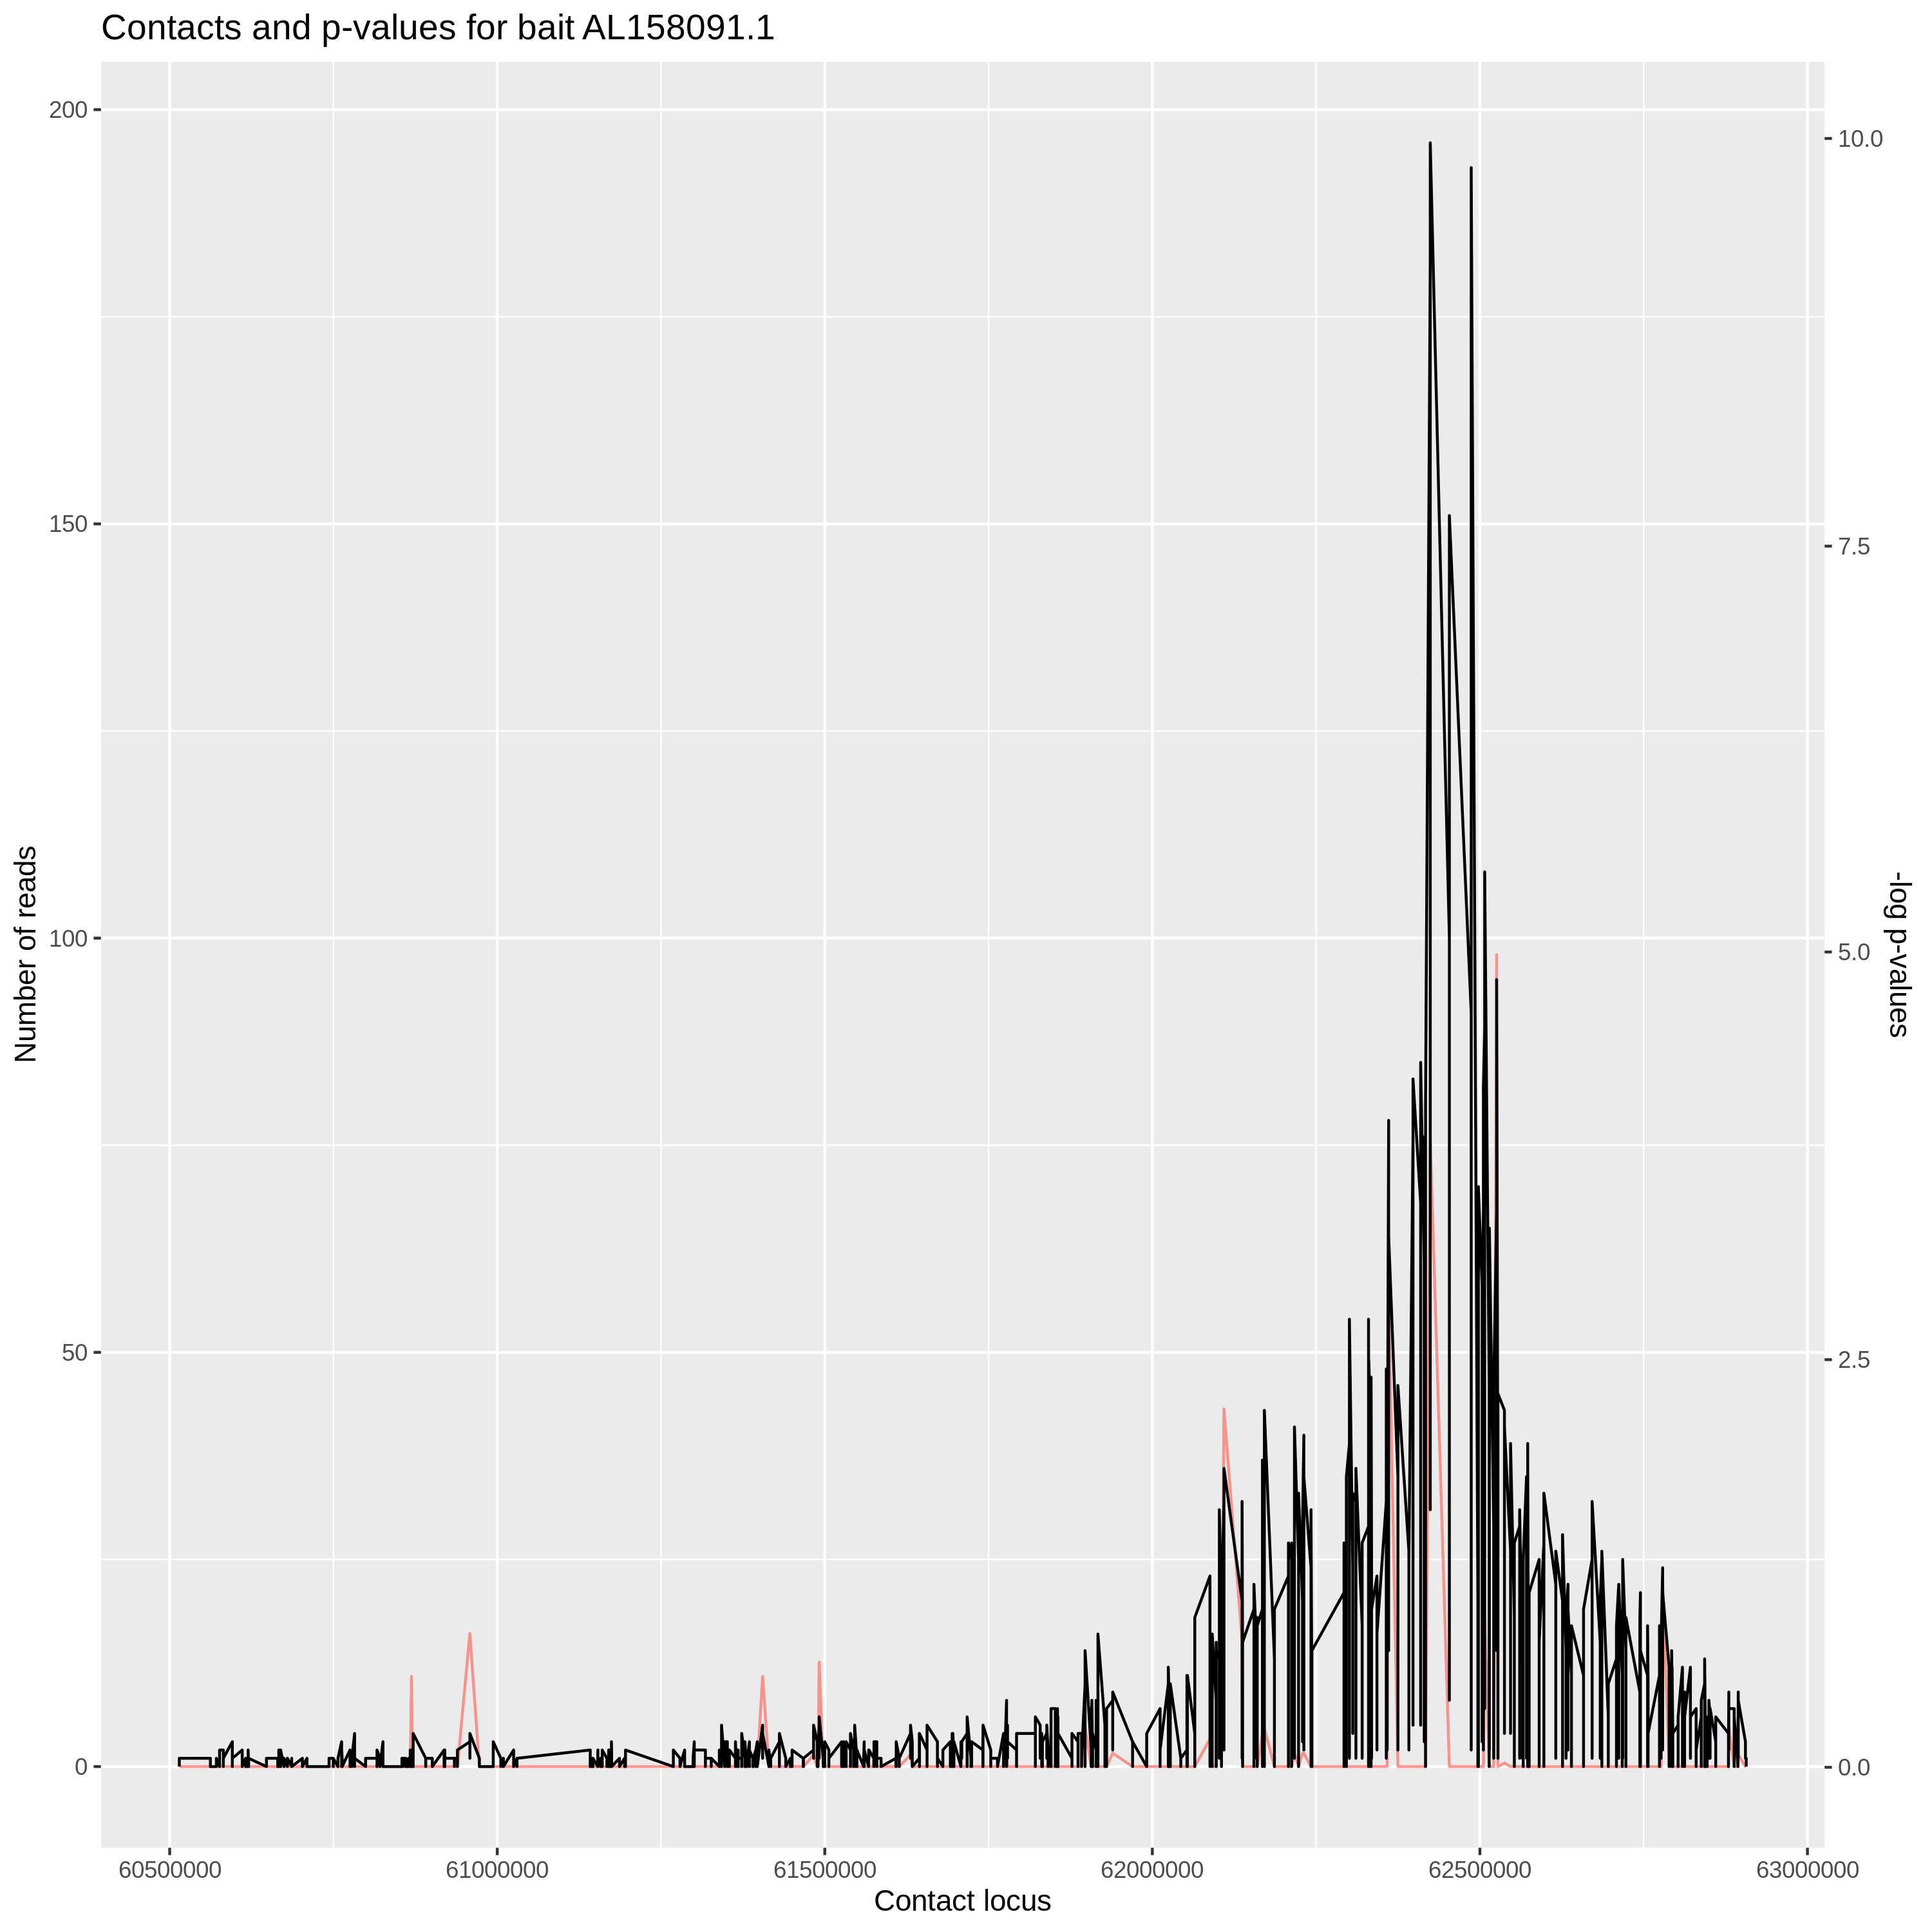 Contacts and p-values for bait AL158091.1
200
150
100
50
0
Number of reads
10.0
7.5
5.0
2.5
0.0
-log p-values
60500000 61000000 61500000 62000000 62500000 63000000
Contact locus